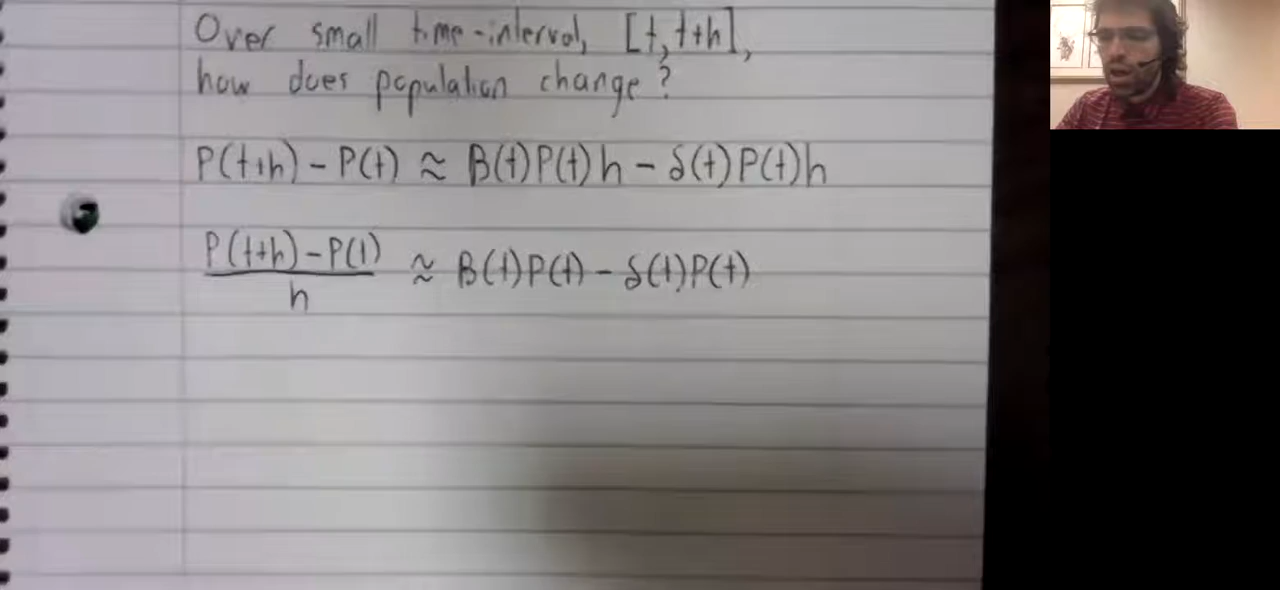 Over small time-interval, [t, t+h],
how does population change?
P(t+h) - P(t) ≈ B(t)P(t)h - δ(t)P(t)h
P(t+h) - P(t)
h
≈ B(t)P(t) - δ(t)P(t)